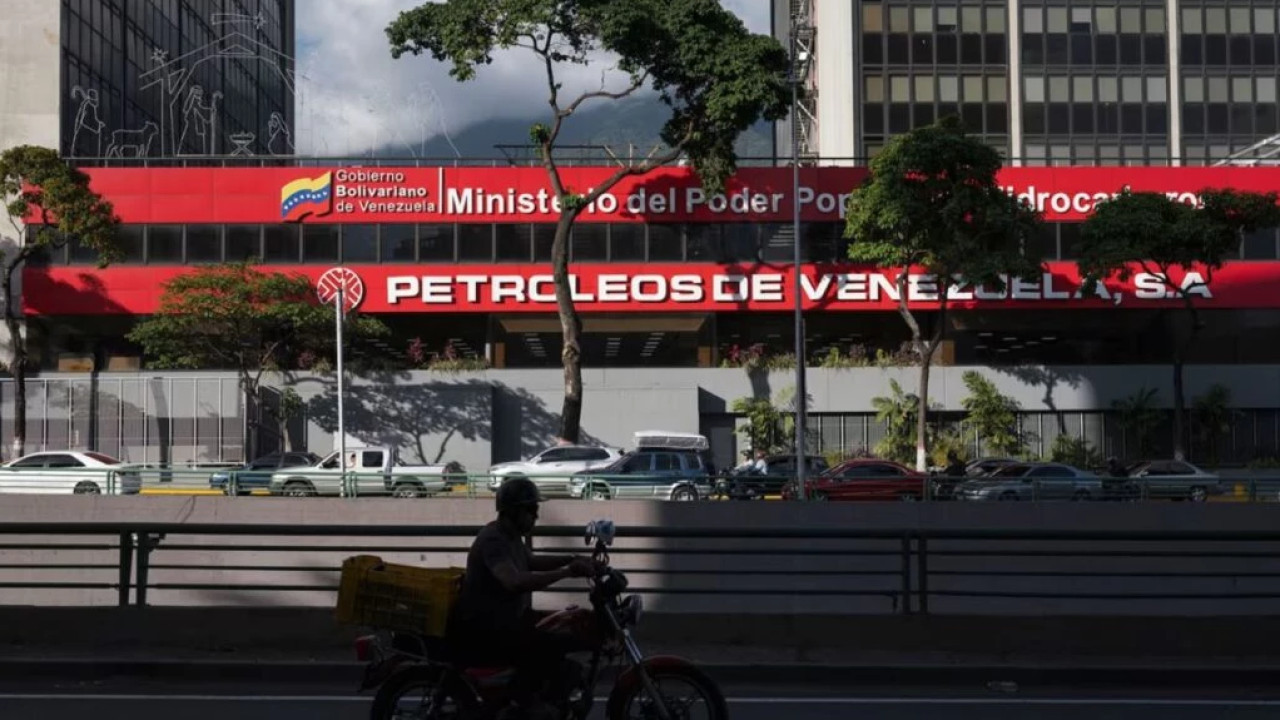 Gobierno
Bolivariano
de Venezuela
Ministerio del Poder
PETROLEOS DE VENEZUELA, S.A